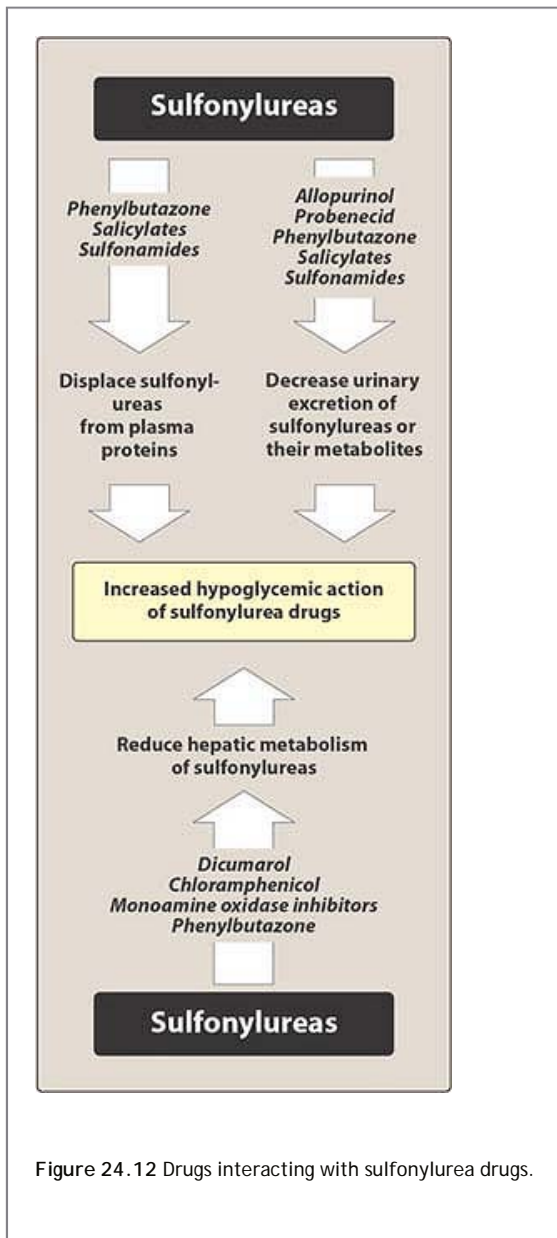 Sulfonylureas
Phenylbutazone
Salicylates
Sulfonamides
Displace sulfonyl-
ureas
from plasma
proteins
Allopurinol
Probenecid
Phenylbutazone
Salicylates
Sulfonamides
Decrease urinary
excretion of
sulfonylureas or
their metabolites
Increased hypoglycemic action
of sulfonylurea drugs
Reduce hepatic metabolism
of sulfonylureas
Dicumarol
Chloramphenicol
Monoamine oxidase inhibitors
Phenylbutazone
Sulfonylureas
Figure 24.12 Drugs interacting with sulfonylurea drugs.